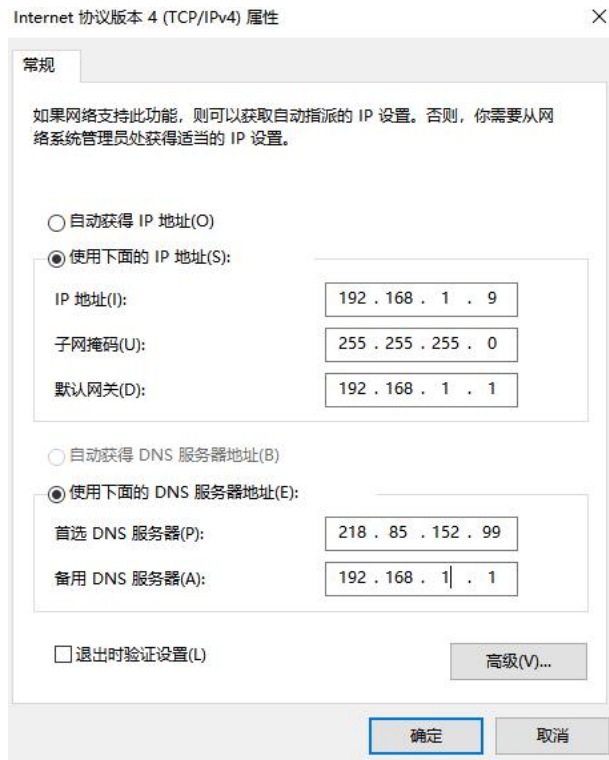 Internet 协议版本 4 (TCP/IPv4) 属性
常规
如果网络支持此功能，则可以获取自动指派的 IP 设置。否则，你需要从网
络系统管理员处获得适当的 IP 设置。
自动获得 IP 地址(O)
使用下面的 IP 地址(S):
IP 地址(I):
192 . 168 . 1 . 9
子网掩码(U):
255 . 255 . 255 . 0
默认网关(D):
192 . 168 . 1 . 1
自动获得 DNS 服务器地址(B)
使用下面的 DNS 服务器地址(E):
首选 DNS 服务器(P):
218 . 85 . 152 . 99
备用 DNS 服务器(A):
192 . 168 . 1 . 1
退出时验证设置(L)
高级(V)...
确定
取消